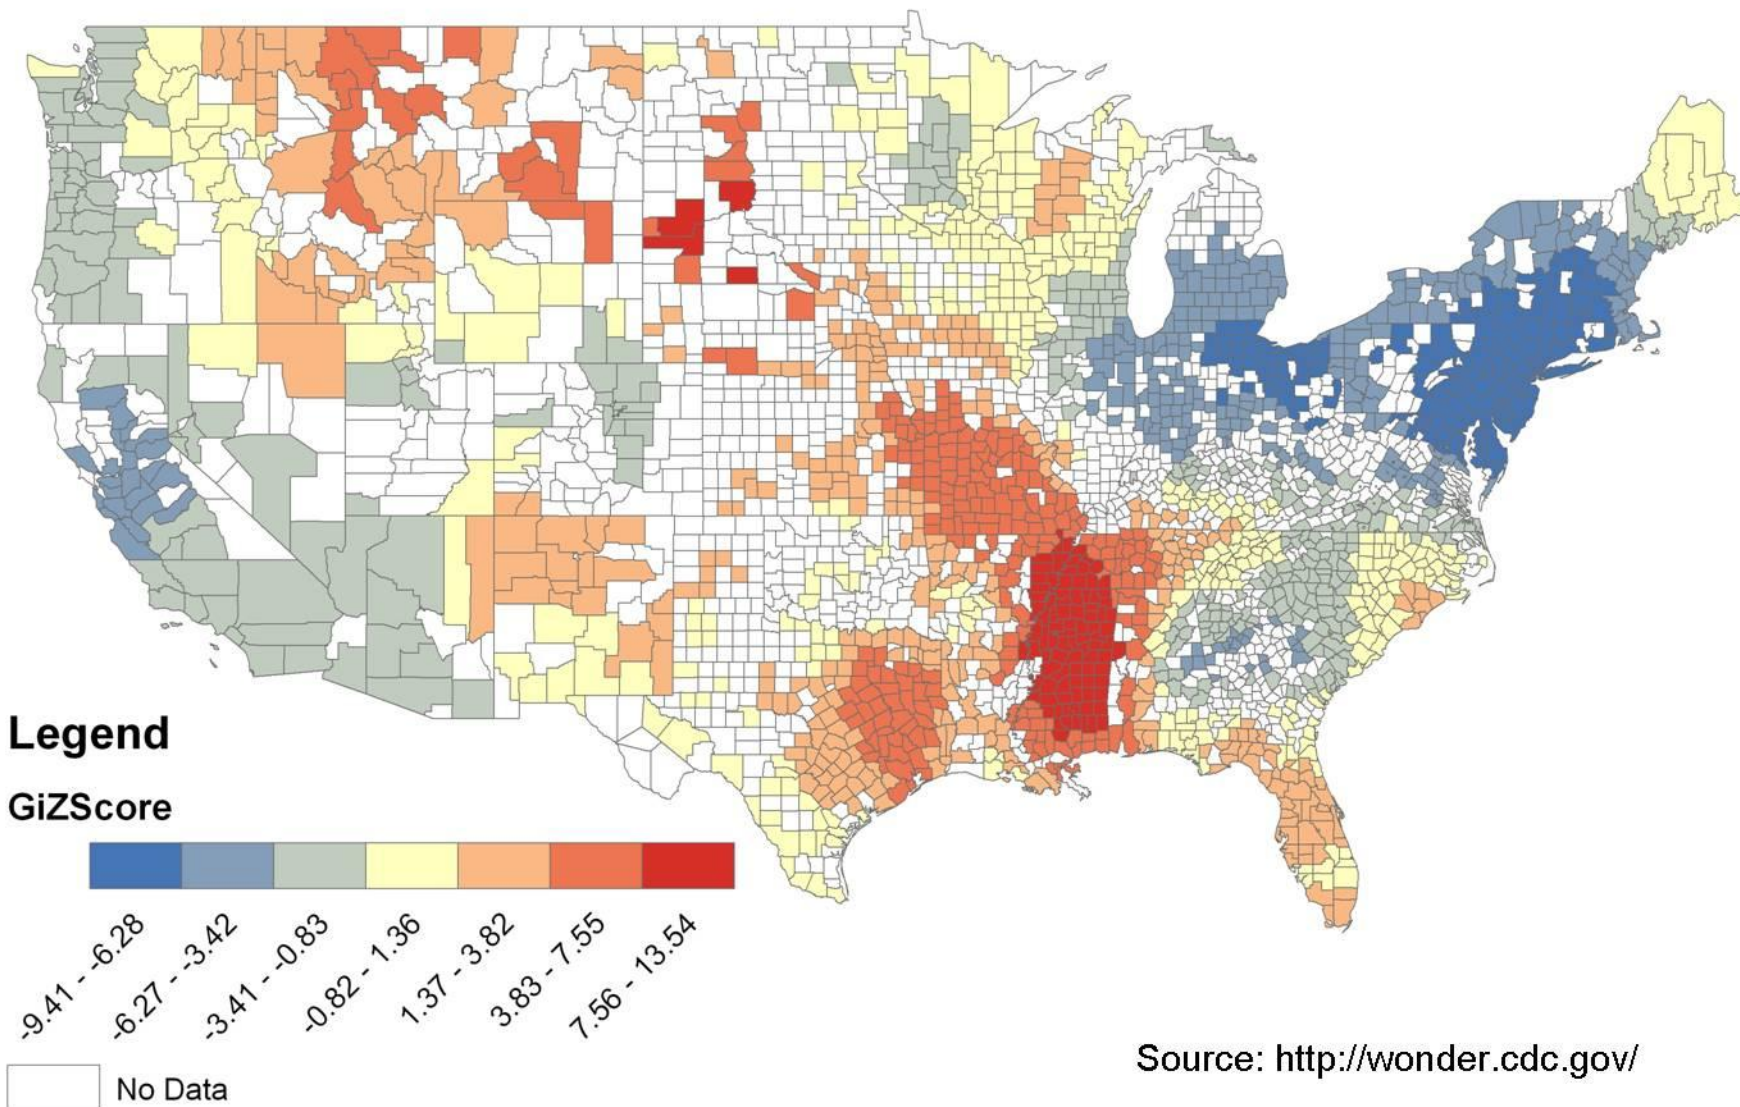 Legend
GiZScore
-9.41 - -6.28
-6.27 - -3.42
-3.41 - -0.83
-0.82 - 1.36
1.37 - 3.82
3.83 - 7.55
7.56 - 13.54
No Data
Source: http://wonder.cdc.gov/